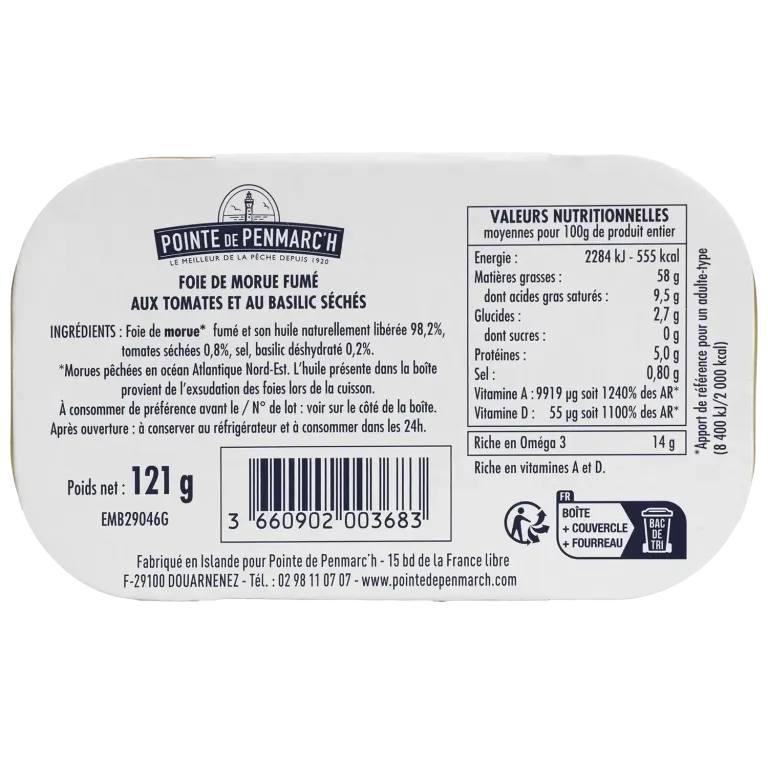 POINTE DE PENMARC'H
LE MEILLEUR DE LA PÊCHE DEPUIS 1920
FOIE DE MORUE FUMÉ
AUX TOMATES ET AU BASILIC SÉCHÉS
INGRÉDIENTS : Foie de morue* fumé et son huile naturellement libérée 98,2%,
tomates séchées 0,8%, sel, basilic déshydraté 0,2%.
*Morues pêchées en océan Atlantique Nord-Est. L'huile présente dans la boîte
provient de l'exsudation des foies lors de la cuisson.
À consommer de préférence avant le / N° de lot : voir sur le côté de la boîte.
Après ouverture : à conserver au réfrigérateur et à consommer dans les 24h.
Poids net : 121 g
EMB29046G
3 660902 003683
Fabriqué en Islande pour Pointe de Penmarc'h - 15 bd de la France libre
F-29100 DOUARNENEZ - Tél. : 02 98 11 07 07 - www.pointedepenmarch.com
VALEURS NUTRITIONNELLES
moyennes pour 100g de produit entier
Energie : 2284 kJ - 555 kcal
Matières grasses : 58 g
dont acides gras saturés : 9,5 g
Glucides : 2,7 g
dont sucres : 0 g
Protéines : 5,0 g
Sel : 0,80 g
Vitamine A : 9919 µg soit 1240% des AR*
Vitamine D : 55 µg soit 1100% des AR*
Riche en Oméga 3 14 g
Riche en vitamines A et D.
*Apport de référence pour un adulte-type
(8 400 kJ/2 000 kcal)
FR
BOÎTE
+ COUVERCLE
+ FOURREAU
BAC
DE
TRI